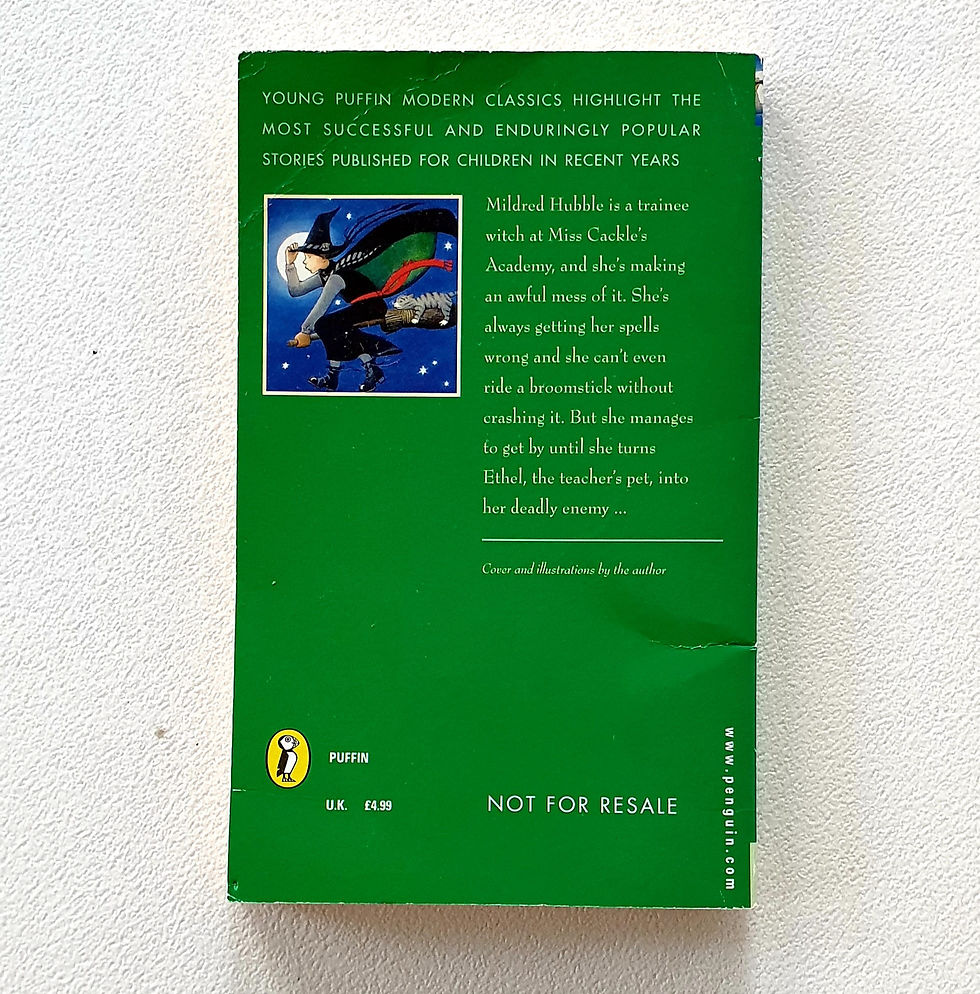 YOUNG PUFFIN MODERN CLASSICS HIGHLIGHT THE
MOST SUCCESSFUL AND ENDURINGLY POPULAR
STORIES PUBLISHED FOR CHILDREN IN RECENT YEARS
Mildred Hubble is a trainee
witch at Miss Cackle's
Academy, and she's making
an awful mess of it. She's
always getting her spells
wrong and she can't even
ride a broomstick without
crashing it. But she manages
to get by until she turns
Ethel, the teacher's pet, into
her deadly enemy ...
Cover and illustrations by the author
PUFFIN
U.K. £4.99
NOT FOR RESALE
www.penguin.com